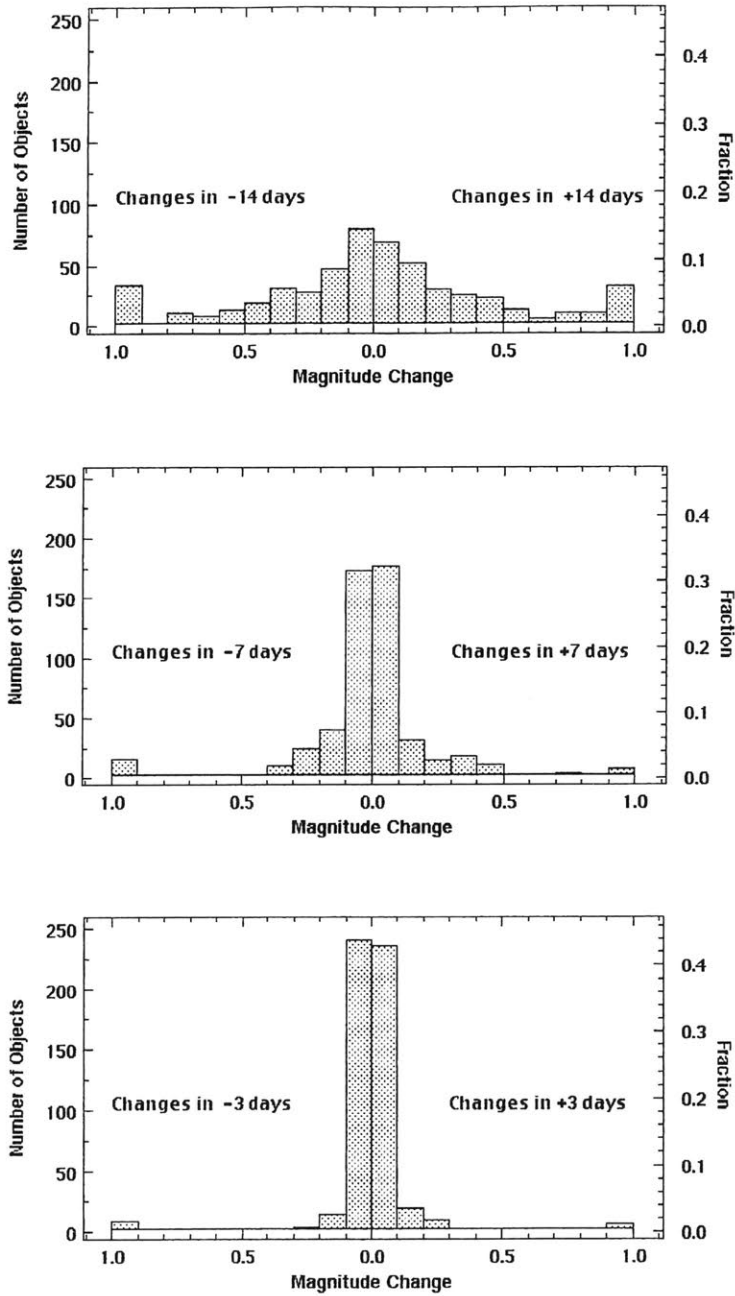 250
200
150
100
50
0
Number of Objects
Changes in -14 days
Changes in +14 days
0.4
0.3
0.2
0.1
0.0
Fraction
1.0 0.5 0.0 0.5 1.0
Magnitude Change
250
200
150
100
50
0
Number of Objects
Changes in -7 days
Changes in +7 days
0.4
0.3
0.2
0.1
0.0
Fraction
1.0 0.5 0.0 0.5 1.0
Magnitude Change
250
200
150
100
50
0
Number of Objects
Changes in -3 days
Changes in +3 days
0.4
0.3
0.2
0.1
0.0
Fraction
1.0 0.5 0.0 0.5 1.0
Magnitude Change